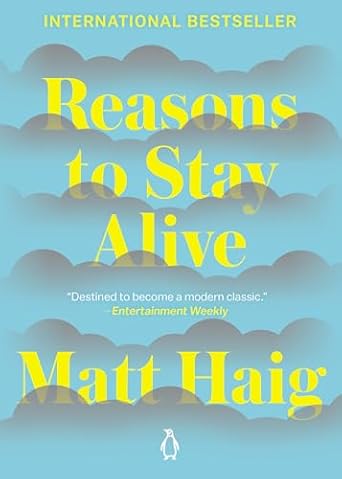 INTERNATIONAL BESTSELLER
Reasons
to Stay
Alive
“Destined to become a modern classic.”
–Entertainment Weekly
Matt Haig